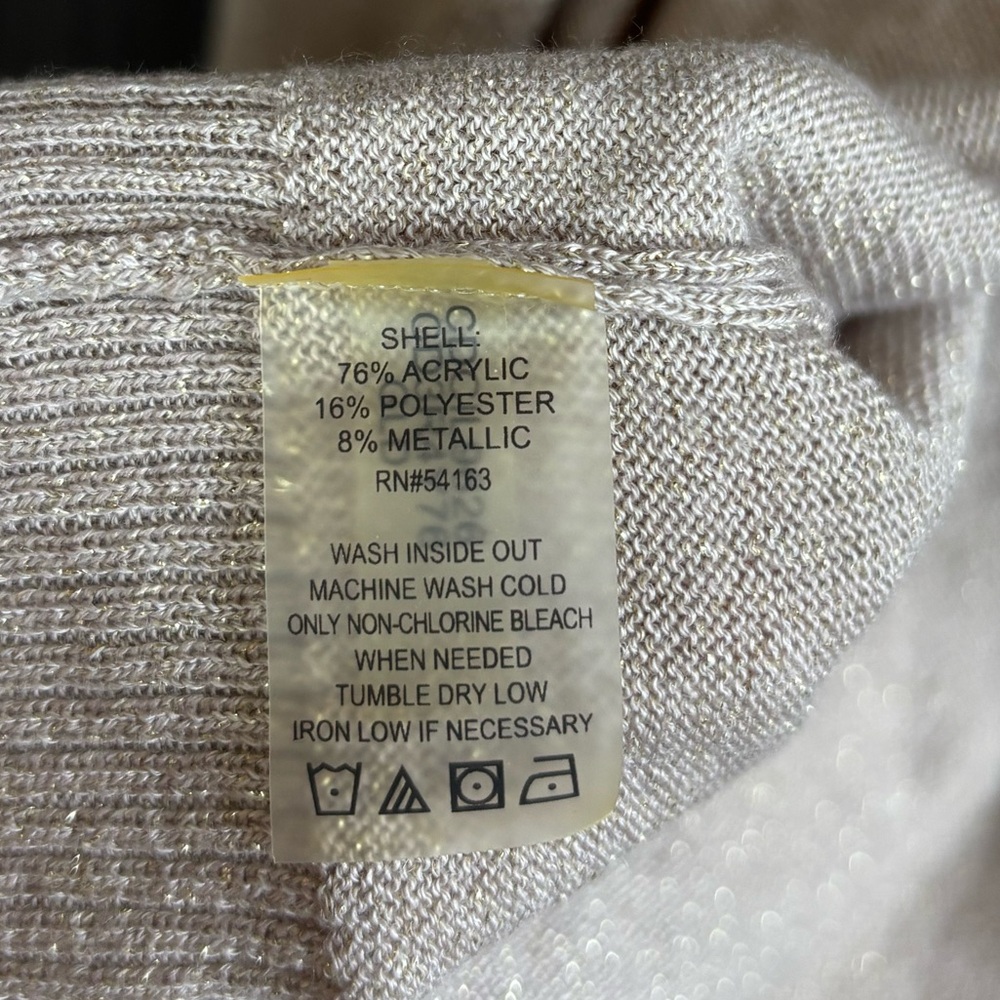 SHELL:
76% ACRYLIC
16% POLYESTER
8% METALLIC
RN#54163
WASH INSIDE OUT
MACHINE WASH COLD
ONLY NON-CHLORINE BLEACH
WHEN NEEDED
TUMBLE DRY LOW
IRON LOW IF NECESSARY